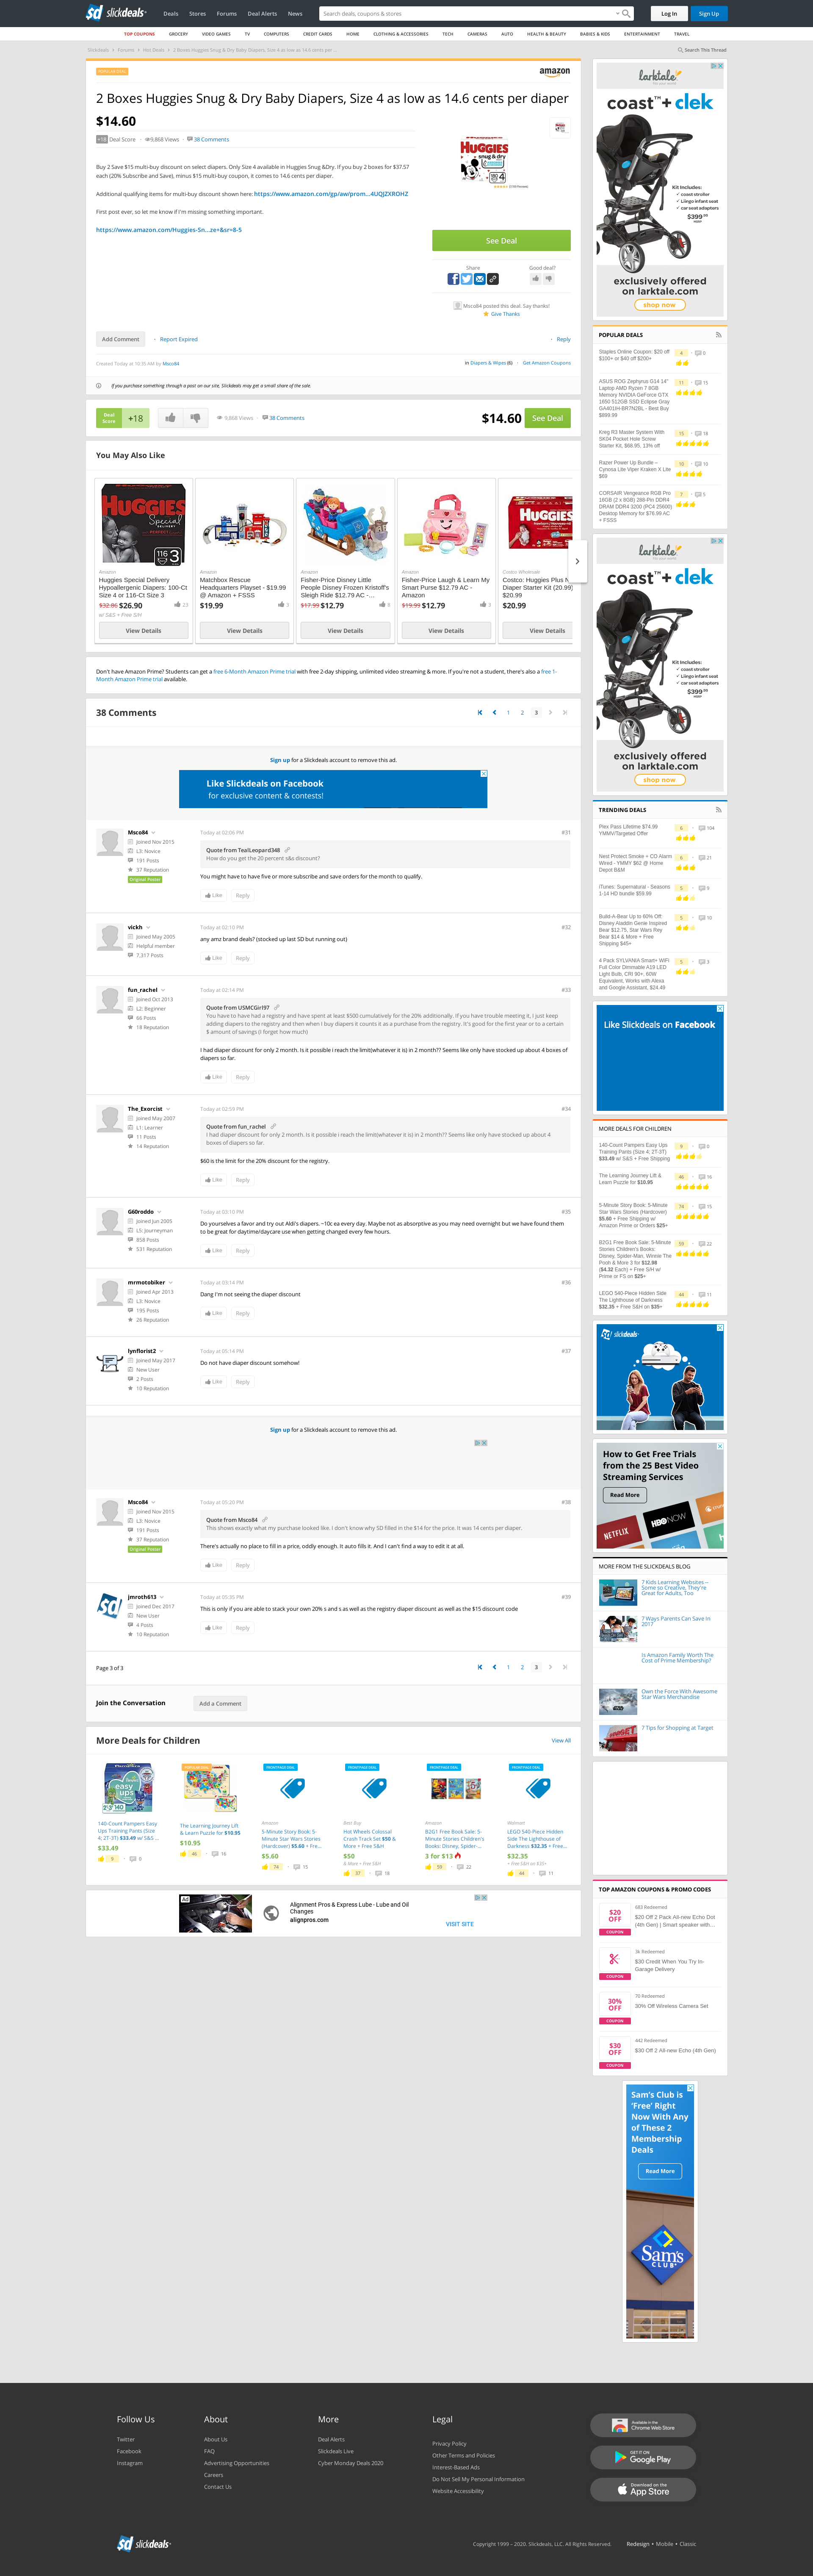 slickdeals
Deals
Stores
Forums
Deal Alerts
News
Search deals, coupons & stores
Log In
Sign Up
TOP COUPONS
GROCERY
VIDEO GAMES
TV
COMPUTERS
CREDIT CARDS
HOME
CLOTHING & ACCESSORIES
TECH
CAMERAS
AUTO
HEALTH & BEAUTY
BABIES & KIDS
ENTERTAINMENT
TRAVEL
Slickdeals
Forums
Hot Deals
2 Boxes Huggies Snug & Dry Baby Diapers, Size 4 as low as 14.6 cents per ...
Search This Thread
amazon
2 Boxes Huggies Snug & Dry Baby Diapers, Size 4 as low as 14.6 cents per diaper
$14.60
+18 Deal Score
9,868 Views
38 Comments
Buy 2 Save $15 multi-buy discount on select diapers. Only Size 4 available in Huggies Snug &Dry. If you buy 2 boxes for $37.57
each (20% Subscribe and Save), minus $15 multi-buy coupon, it comes to 14.6 cents per diaper.
Additional qualifying items for multi-buy discount shown here: https://www.amazon.com/gp/aw/prom...4UQJZXROHZ
First post ever, so let me know if I'm missing something important.
https://www.amazon.com/Huggies-Sn...ze+&sr=8-5
HUGGIES
snug & dry
See Deal
Share
Good deal?
Msco84 posted this deal. Say thanks!
Give Thanks
Add Comment
Report Expired
Reply
Created Today at 10:35 AM by Msco84
in Diapers & Wipes (6)
Get Amazon Coupons
If you purchase something through a post on our site, Slickdeals may get a small share of the sale.
Deal
Score
+18
9,868 Views
38 Comments
$14.60
See Deal
You May Also Like
HUGGIES
SPECIAL
DELIVERY
116
3
Amazon
Huggies Special Delivery
Hypoallergenic Diapers: 100-Ct
Size 4 or 116-Ct Size 3
$32.86 $26.90
23
w/ S&S + Free S/H
View Details
Amazon
Matchbox Rescue
Headquarters Playset - $19.99
@ Amazon + FSSS
$19.99
3
View Details
Amazon
Fisher-Price Disney Little
People Disney Frozen Kristoff's
Sleigh Ride $12.79 AC -...
$17.99 $12.79
8
View Details
Amazon
Fisher-Price Laugh & Learn My
Smart Purse $12.79 AC -
Amazon
$19.99 $12.79
3
View Details
HUGGIES
Costco Wholesale
Costco: Huggies Plus
Diaper Starter Kit (20.99)
$20.99
View Details
Don't have Amazon Prime? Students can get a free 6-Month Amazon Prime trial with free 2-day shipping, unlimited video streaming & more. If you're not a student, there's also a free 1-
Month Amazon Prime trial available.
38 Comments
1
2
3
Sign up for a Slickdeals account to remove this ad.
Like Slickdeals on Facebook
for exclusive content & contests!
Msco84
Joined Nov 2015
L3: Novice
191 Posts
37 Reputation
Original Poster
Today at 02:06 PM
#31
Quote from TealLeopard348
How do you get the 20 percent s&s discount?
You might have to have five or more subscribe and save orders for the month to qualify.
Like
Reply
vickh
Joined May 2005
Helpful member
7,317 Posts
Today at 02:10 PM
#32
any amz brand deals? (stocked up last SD but running out)
Like
Reply
fun_rachel
Joined Oct 2013
L2: Beginner
66 Posts
18 Reputation
Today at 02:14 PM
#33
Quote from USMCGirl97
You have to have had a registry and have spent at least $500 cumulatively for the 20% additionally. If you have trouble meeting it, I just keep
adding diapers to the registry and then when I buy diapers it counts it as a purchase from the registry. It's good for the first year or to a certain
$ amount of savings (I forget how much)
I had diaper discount for only 2 month. Is it possible i reach the limit(whatever it is) in 2 month?? Seems like only have stocked up about 4 boxes of
diapers so far.
Like
Reply
The_Exorcist
Joined May 2007
L1: Learner
11 Posts
14 Reputation
Today at 02:59 PM
#34
Quote from fun_rachel
I had diaper discount for only 2 month. Is it possible i reach the limit(whatever it is) in 2 month?? Seems like only have stocked up about 4
boxes of diapers so far.
$60 is the limit for the 20% discount for the registry.
Like
Reply
G60roddo
Joined Jun 2005
L5: Journeyman
858 Posts
531 Reputation
Today at 03:10 PM
#35
Do yourselves a favor and try out Aldi's diapers. ~10c ea every day. Maybe not as absorptive as you may need overnight but we have found them
to be great for daytime/daycare use when getting changed every few hours.
Like
Reply
mrmotobiker
Joined Apr 2013
L3: Novice
195 Posts
26 Reputation
Today at 03:14 PM
#36
Dang I'm not seeing the diaper discount
Like
Reply
lynflorist2
Joined May 2017
New User
2 Posts
10 Reputation
Today at 05:14 PM
#37
Do not have diaper discount somehow!
Like
Reply
Sign up for a Slickdeals account to remove this ad.
Msco84
Joined Nov 2015
L3: Novice
191 Posts
37 Reputation
Original Poster
Today at 05:20 PM
#38
Quote from Msco84
This shows exactly what my purchase looked like. I don't know why SD filled in the $14 for the price. It was 14 cents per diaper.
There's actually no place to fill in a price, oddly enough. It auto fills it. And I can't find a way to edit it at all.
Like
Reply
jmroth613
Joined Dec 2017
New User
4 Posts
10 Reputation
Today at 05:35 PM
#39
This is only if you are able to stack your own 20% s and s as well as the registry diaper discount as well as the $15 discount code
Like
Reply
Page 3 of 3
1
2
3
Join the Conversation
Add a Comment
More Deals for Children
View All
140-Count Pampers Easy
Ups Training Pants (Size
4; 2T-3T) $33.49 w/ S&S ...
$33.49
9
0
The Learning Journey Lift
& Learn Puzzle for $10.95
$10.95
46
16
FRONTPAGE DEAL
Amazon
5-Minute Story Book: 5-
Minute Star Wars Stories
(Hardcover) $5.60 + Fre...
$5.60
74
15
FRONTPAGE DEAL
Best Buy
Hot Wheels Colossal
Crash Track Set $50 &
More + Free S&H
$50
& More + Free S&H
37
18
FRONTPAGE DEAL
Amazon
B2G1 Free Book Sale: 5-
Minute Stories Children's
Books: Disney, Spider-...
3 for $13
59
22
FRONTPAGE DEAL
Walmart
LEGO 540-Piece Hidden
Side The Lighthouse of
Darkness $32.35 + Free...
$32.35
+ Free S&H on $35+
44
11
Ad
Alignment Pros & Express Lube - Lube and Oil
Changes
alignpros.com
VISIT SITE
larktale
coast™+ clek
Kit Includes:
Coast stroller
Liingo infant seat
car seat adapters
$399
exclusively offered
on larktale.com
shop now
POPULAR DEALS
Staples Online Coupon: $20 off
$100+ or $40 off $200+
4
0
ASUS ROG Zephyrus G14 14"
Laptop AMD Ryzen 7 8GB
Memory NVIDIA GeForce GTX
1650 512GB SSD Eclipse Gray
GA401IH-BR7N2BL - Best Buy
$899.99
11
15
Kreg R3 Master System With
SK04 Pocket Hole Screw
Starter Kit, $68.95, 13% off
15
18
Razer Power Up Bundle –
Cynosa Lite Viper Kraken X Lite
$69
10
10
CORSAIR Vengeance RGB Pro
16GB (2 x 8GB) 288-Pin DDR4
DRAM DDR4 3200 (PC4 25600)
Desktop Memory for $76.99 AC
+ FSSS
7
5
larktale
coast™+ clek
Kit Includes:
Coast stroller
Liingo infant seat
car seat adapters
$399
exclusively offered
on larktale.com
shop now
TRENDING DEALS
Plex Pass Lifetime $74.99
YMMV/Targeted Offer
6
104
Nest Protect Smoke + CO Alarm
Wired - YMMV $62 @ Home
Depot B&M
6
21
iTunes: Supernatural - Seasons
1-14 HD bundle $59.99
5
9
Build-A-Bear Up to 60% Off:
Disney Aladdin Genie Inspired
Bear $12.75, Star Wars Rey
Bear $14 & More + Free
Shipping $45+
5
10
4 Pack SYLVANIA Smart+ WiFi
Full Color Dimmable A19 LED
Light Bulb, CRI 90+, 60W
Equivalent, Works with Alexa
and Google Assistant, $24.49
5
3
Like Slickdeals on Facebook
MORE DEALS FOR CHILDREN
140-Count Pampers Easy Ups
Training Pants (Size 4; 2T-3T)
$33.49 w/ S&S + Free Shipping
9
0
The Learning Journey Lift &
Learn Puzzle for $10.95
46
16
5-Minute Story Book: 5-Minute
Star Wars Stories (Hardcover)
$5.60 + Free Shipping w/
Amazon Prime or Orders $25+
74
15
B2G1 Free Book Sale: 5-Minute
Stories Children's Books:
Disney, Spider-Man, Winnie The
Pooh & More 3 for $12.98
($4.32 Each) + Free S/H w/
Prime or FS on $25+
59
22
LEGO 540-Piece Hidden Side
The Lighthouse of Darkness
$32.35 + Free S&H on $35+
44
11
slickdeals
How to Get Free Trials
from the 25 Best Video
Streaming Services
Read More
NETFLIX
HBO NOW
MORE FROM THE SLICKDEALS BLOG
7 Kids Learning Websites –
Some so Creative, They're
Great for Adults, Too
7 Ways Parents Can Save In
2017
Is Amazon Family Worth The
Cost of Prime Membership?
Own the Force With Awesome
Star Wars Merchandise
7 Tips for Shopping at Target
TOP AMAZON COUPONS & PROMO CODES
$20
OFF
COUPON
683 Redeemed
$20 Off 2 Pack All-new Echo Dot
(4th Gen) | Smart speaker with...
COUPON
3k Redeemed
$30 Credit When You Try In-
Garage Delivery
30%
OFF
COUPON
70 Redeemed
30% Off Wireless Camera Set
$30
OFF
COUPON
442 Redeemed
$30 Off 2 All-new Echo (4th Gen)
Sam's Club is
'Free' Right
Now With Any
of These 2
Membership
Deals
Read More
Sam's
CLUB
Follow Us
Twitter
Facebook
Instagram
About
About Us
FAQ
Advertising Opportunities
Careers
Contact Us
More
Deal Alerts
Slickdeals Live
Cyber Monday Deals 2020
Legal
Privacy Policy
Other Terms and Policies
Interest-Based Ads
Do Not Sell My Personal Information
Website Accessibility
Available in the
Chrome Web Store
GET IT ON
Google Play
Download on the
App Store
slickdeals
Copyright 1999 – 2020. Slickdeals, LLC. All Rights Reserved.
Redesign • Mobile • Classic